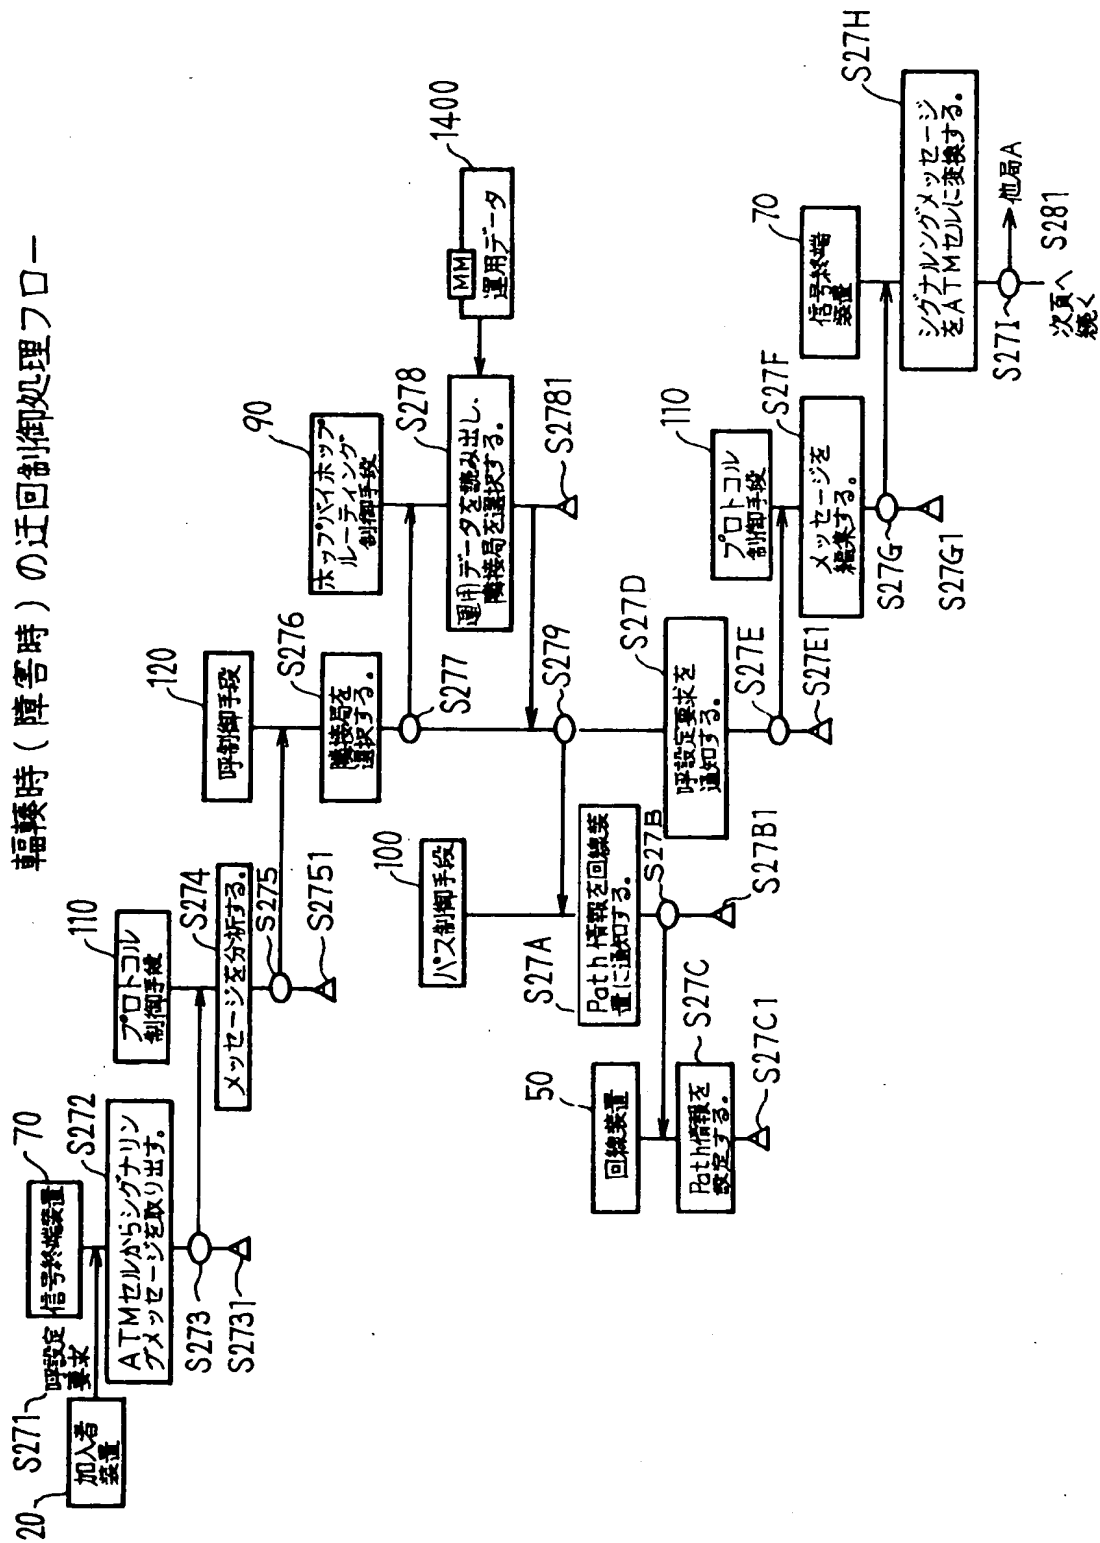 輻輳時(障害時)の迂回制御処理フロー
20
加入者
装置
S271
呼設定
要求
70
信号終端装置
S272
ATMセルからシグナリン
グメッセージを取り出す。
S273
S2731
110
プロトコル
制御手段
S274
メッセージを分析する。
S275
S2751
120
呼制御手段
S276
隣接局を
選択する。
S277
90
ホップバイホップ
ルーティング
制御手段
S278
運用データを読み出し、
隣接局を選択する。
S2781
1400
MM
運用データ
S279
100
パス制御手段
S27A
Path情報を回線装
置に通知する。
S27B
S27B1
50
回線装置
S27C
Path情報を
設定する。
S27C1
S27D
呼設定要求を
通知する。
S27E
S27E1
110
プロトコル
制御手段
S27F
メッセージを
編集する。
S27G
S27G1
70
信号終端
装置
S27H
シグナルングメッセージ
をATMセルに変換する。
S27I
他局A
次頁へ S281
続く